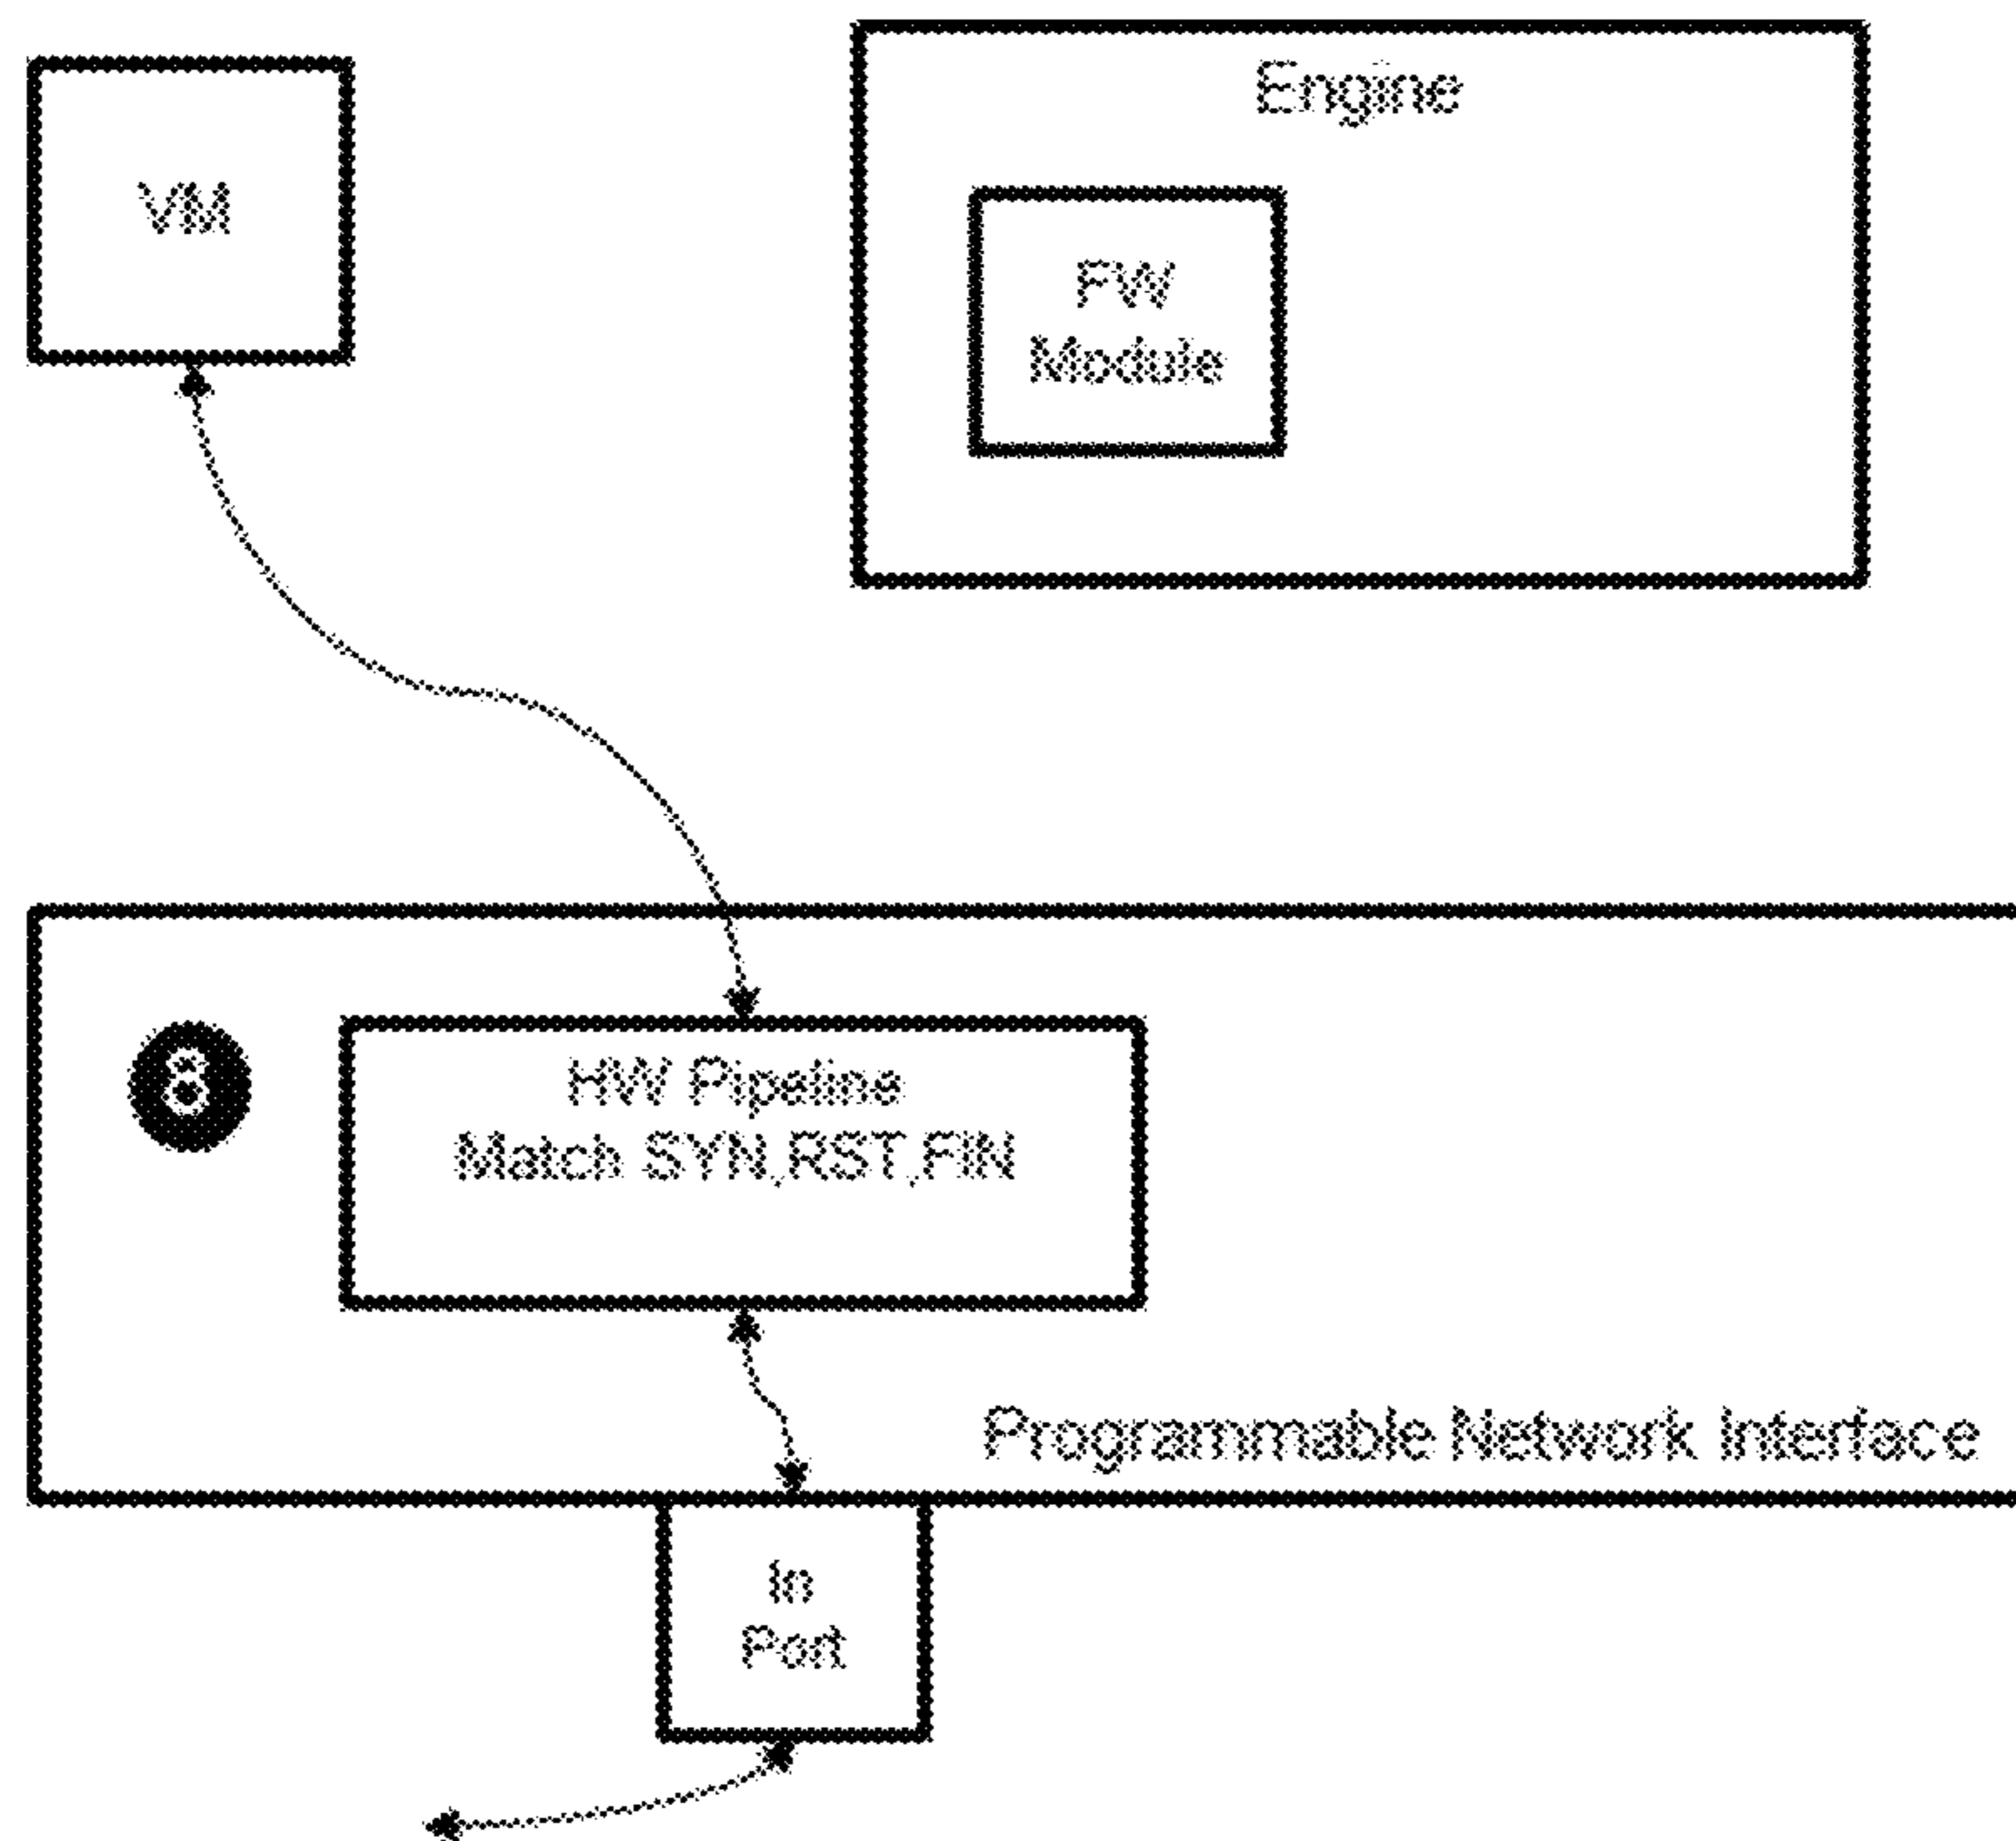 Engine
VM
FW
Module
8
HW Pipeline
Match SYN,RST,FIN
Programmable Network Interface
In
Port